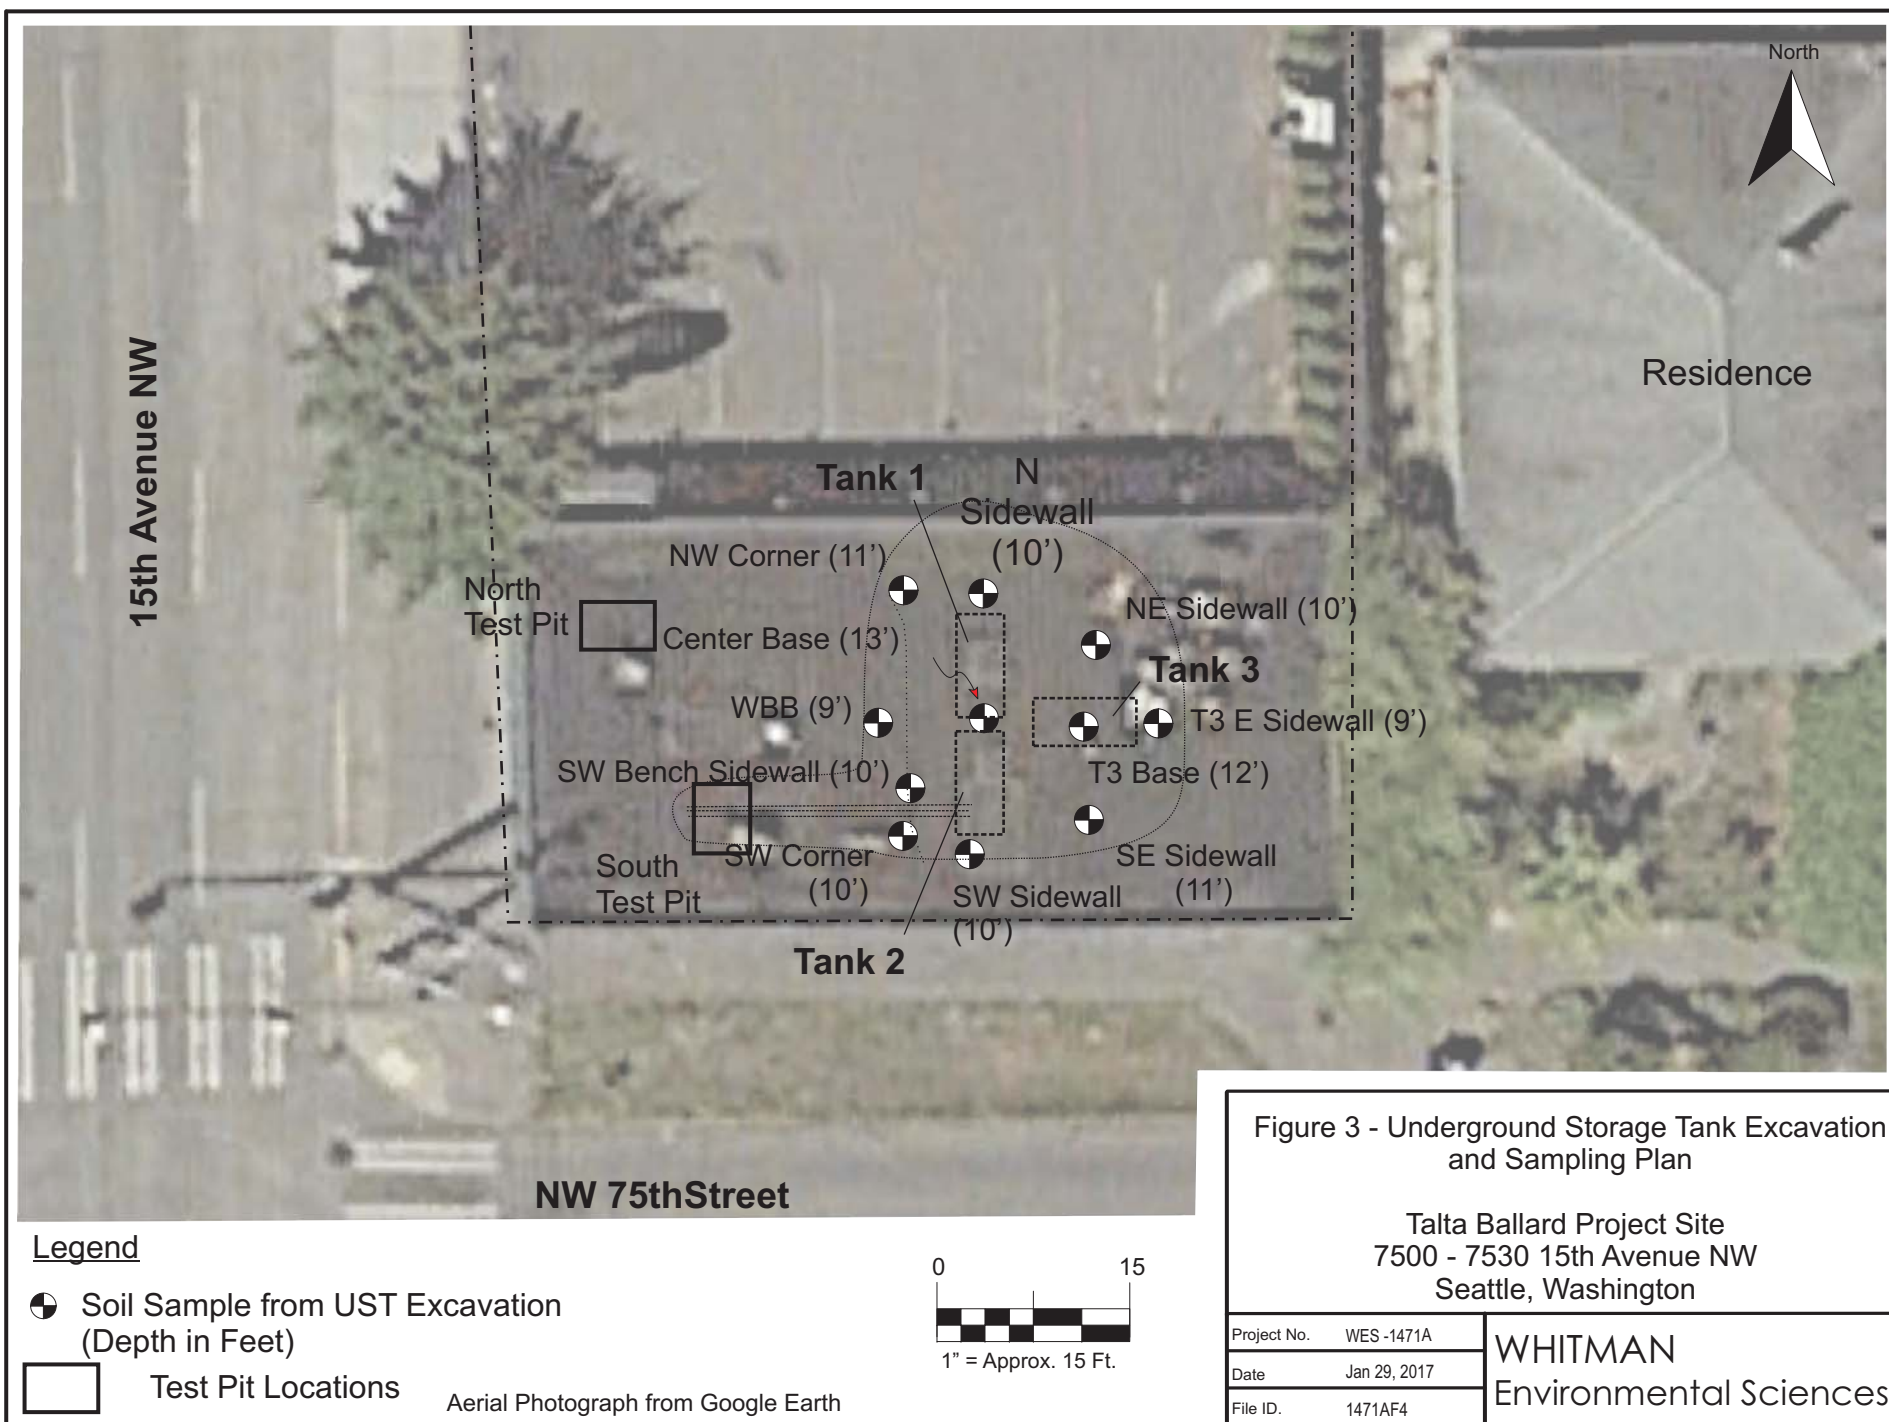 North
15th Avenue NW
Residence
Tank 1
N
Sidewall
(10’)
NW Corner (11’)
North
Test Pit
NE Sidewall (10’)
Center Base (13’)
Tank 3
WBB (9’)
T3 E Sidewall (9’)
SW Bench Sidewall (10’)
T3 Base (12’)
South
Test Pit
SW Corner
(10’)
SW Sidewall
(10’)
SE Sidewall
(11’)
Tank 2
NW 75thStreet
Legend
Soil Sample from UST Excavation
(Depth in Feet)
Test Pit Locations
Aerial Photograph from Google Earth
0 15
1” = Approx. 15 Ft.
Figure 3 - Underground Storage Tank Excavation
and Sampling Plan
Talta Ballard Project Site
7500 - 7530 15th Avenue NW
Seattle, Washington
Project No. WES -1471A
Date Jan 29, 2017
File ID. 1471AF4
WHITMAN
Environmental Sciences